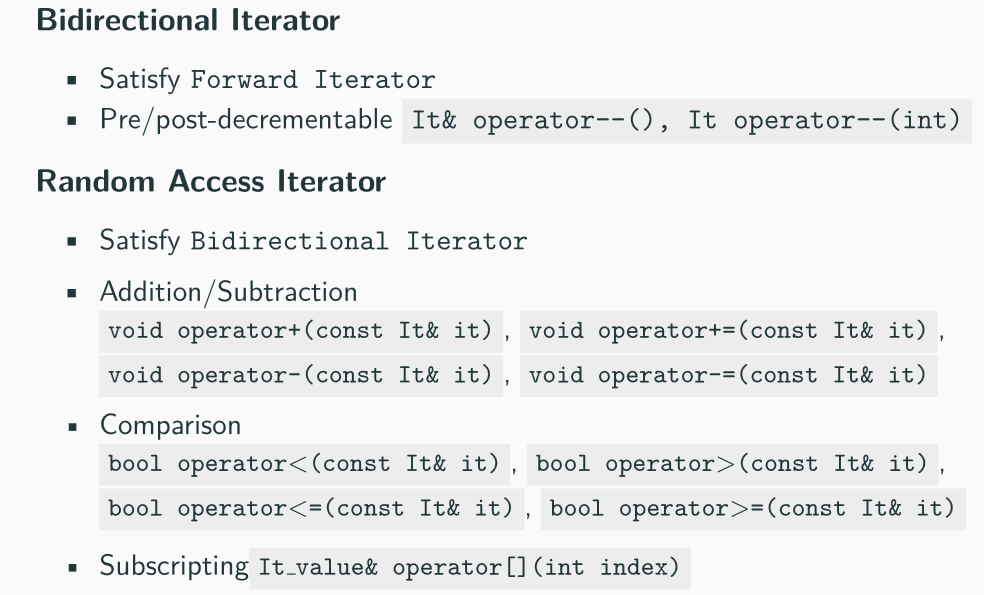 Bidirectional Iterator
▪ Satisfy Forward Iterator
▪ Pre/post-decrementable It& operator--(), It operator--(int)
Random Access Iterator
▪ Satisfy Bidirectional Iterator
▪ Addition/Subtraction
void operator+(const It& it), void operator+=(const It& it),
void operator-(const It& it), void operator-=(const It& it)
▪ Comparison
bool operator<(const It& it), bool operator>(const It& it),
bool operator<=(const It& it), bool operator>=(const It& it)
▪ Subscripting It_value& operator[](int index)